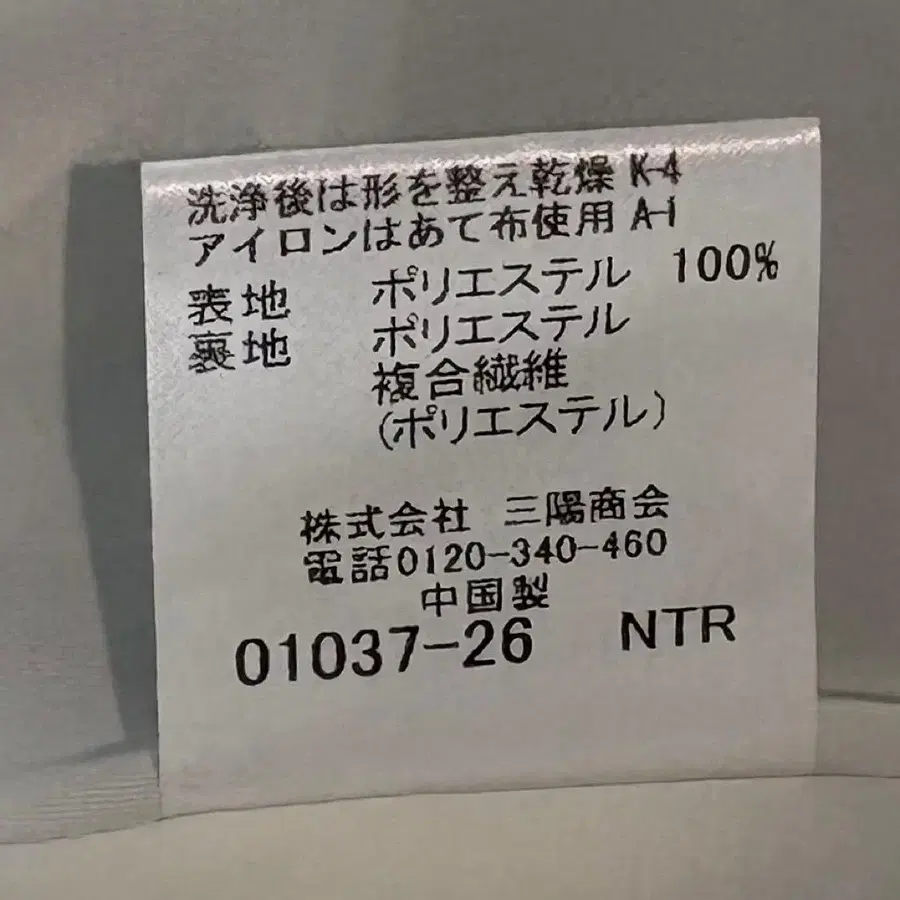 洗浄後は形を整え乾燥 K-4
アイロンはあて布使用 A-1
表地 ポリエステル 100%
裏地 ポリエステル
複合繊維
(ポリエステル)
株式会社 三陽商会
電話0120-340-460
中国製
01037-26 NTR